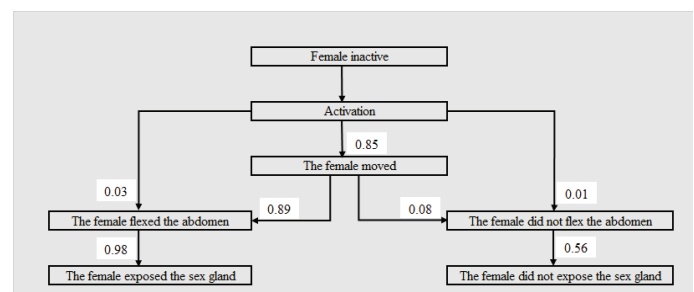 Female inactive
Activation
0.85
The female moved
0.03
0.89
0.08
0.01
The female flexed the abdomen
The female did not flex the abdomen
0.98
0.56
The female exposed the sex gland
The female did not expose the sex gland